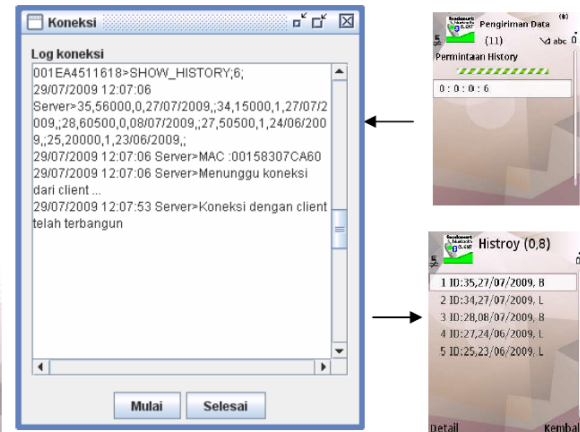 Koneksi
Log koneksi
001EA4511618>SHOW_HISTORY;6;
29/07/2009 12:07:06
Server>35,56000,0,27/07/2009,;34,15000,1,27/07/2
009,;28,60500,0,08/07/2009,;27,50500,1,24/06/200
9,;25,20000,1,23/06/2009,;
29/07/2009 12:07:06 Server>MAC :00158307CA60
29/07/2009 12:07:06 Server>Menunggu koneksi
dari client ...
29/07/2009 12:07:53 Server>Koneksi dengan client
telah terbangun
Mulai
Selesai
Pengiriman Data
(11)
abc
Permintaan History
0:0:0:6
Histroy (0,8)
1 ID:35,27/07/2009, B
2 ID:34,27/07/2009, L
3 ID:28,08/07/2009, B
4 ID:27,24/06/2009, L
5 ID:25,23/06/2009, L
Detail
Kembal